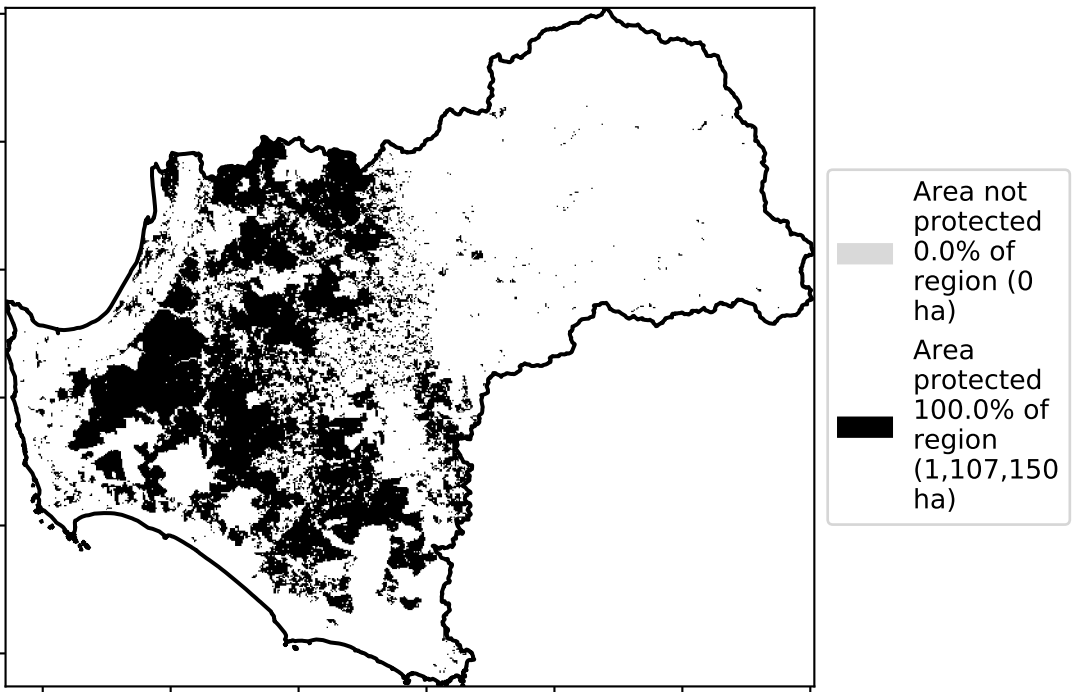 Area not
protected
0.0% of
region (0
ha)
Area
protected
100.0% of
region
(1,107,150
ha)